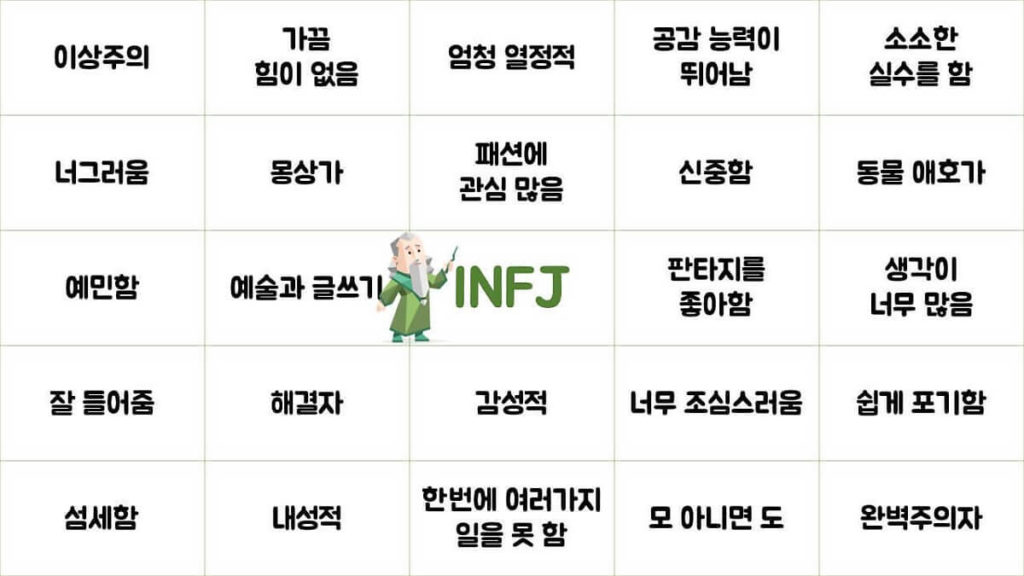 이상주의
가끔
힘이 없음
엄청 열정적
공감 능력이
뛰어남
소소한
실수를 함
너그러움
몽상가
패션에
관심 많음
신중함
동물 애호가
예민함
예술과 글쓰기
INFJ
판타지를
좋아함
생각이
너무 많음
잘 들어줌
해결자
감성적
너무 조심스러움
쉽게 포기함
섬세함
내성적
한번에 여러가지
일을 못 함
모 아니면 도
완벽주의자